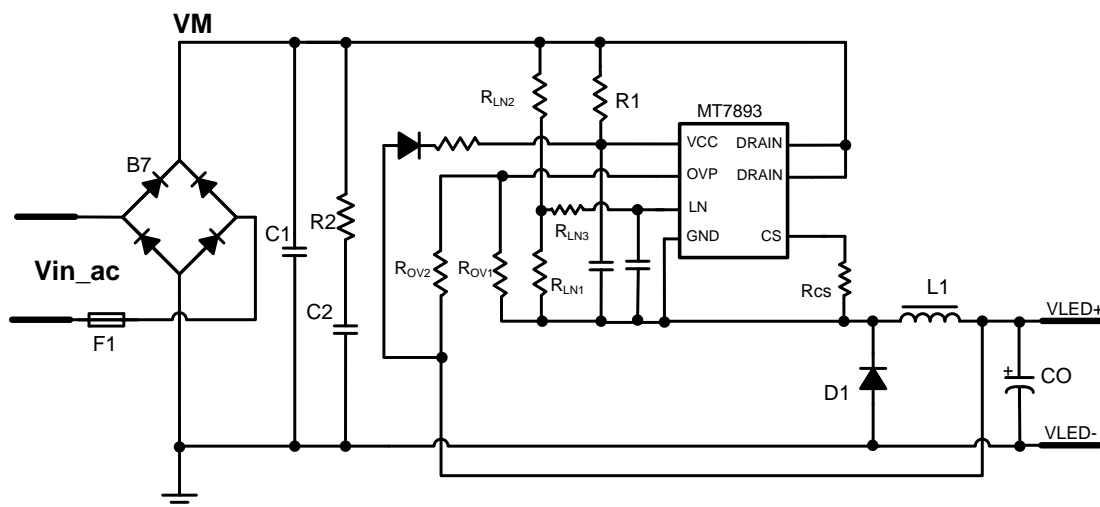 VM
RLN2
R1
MT7893
VCC
DRAIN
B7
OVP
DRAIN
LN
R2
C1
RLN3
GND
CS
Vin_ac
ROV2
ROV1
RLN1
Rcs
L1
C2
VLED+
F1
D1
+
CO
VLED-